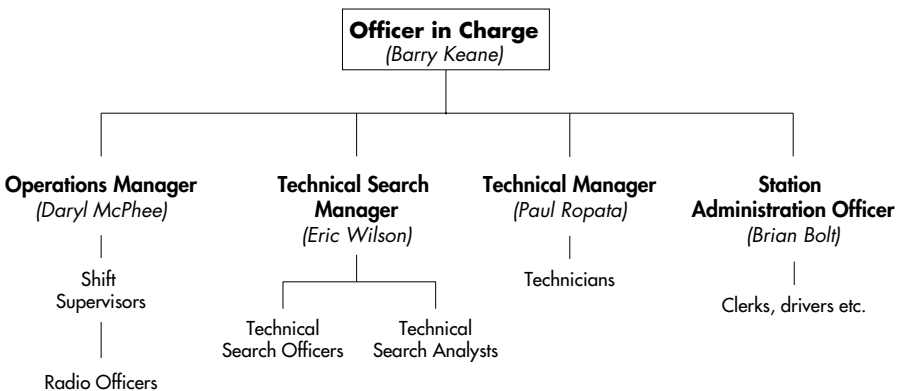 Officer in Charge
(Barry Keane)
Operations Manager
(Daryl McPhee)
Shift
Supervisors
Radio Officers
Technical Search
Manager
(Eric Wilson)
Technical
Search Officers
Technical
Search Analysts
Technical Manager
(Paul Ropata)
Technicians
Station
Administration Officer
(Brian Bolt)
Clerks, drivers etc.